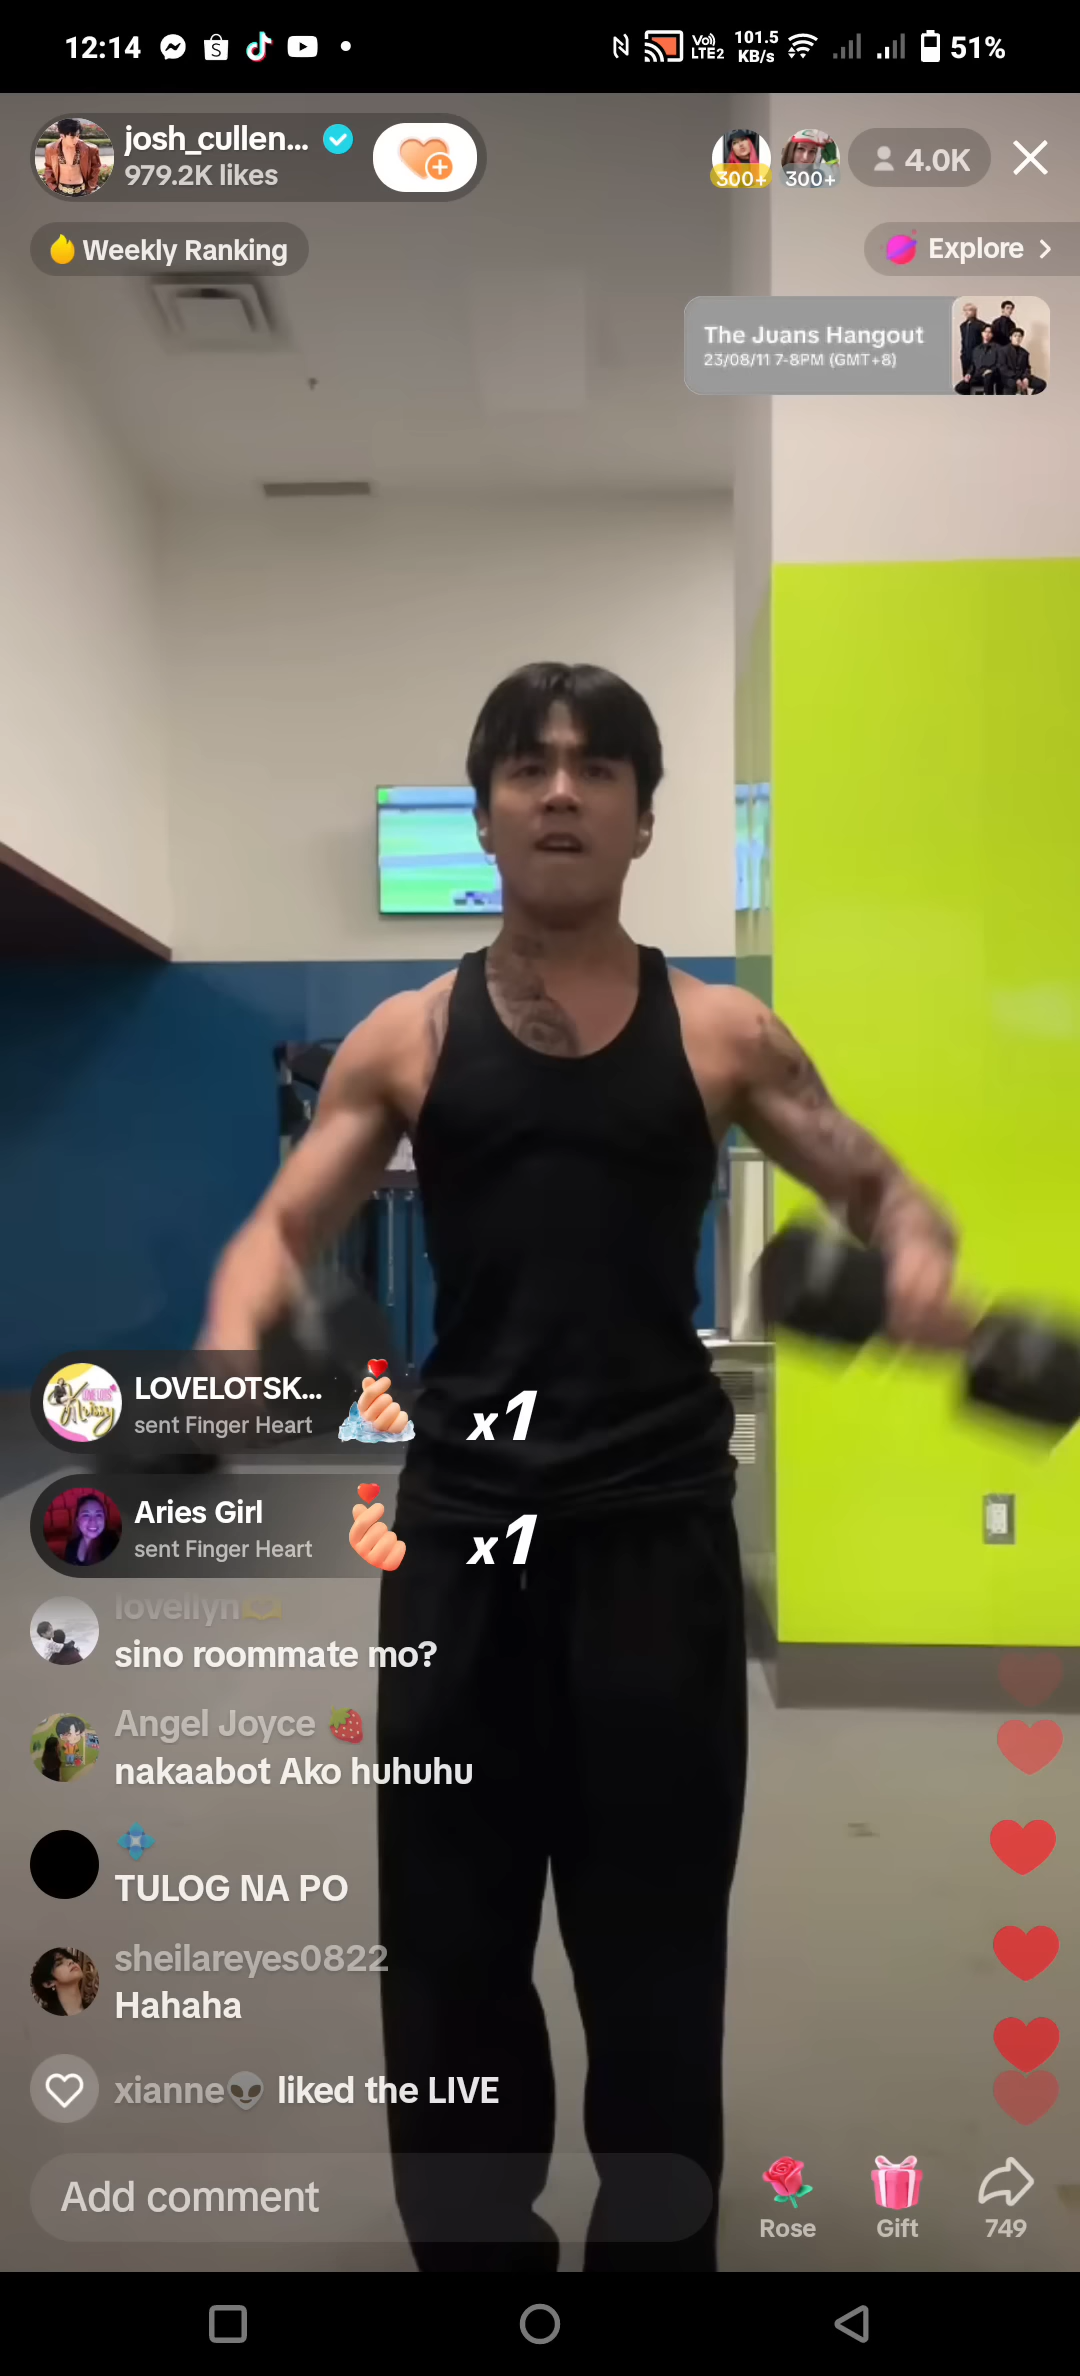 12:14
Vo))
LTE2
101.5
KB/s
51%
josh_cullen...
979.2K likes
300+
300+
4.0K
Weekly Ranking
Explore
The Juans Hangout
23/08/11 7-8PM (GMT+8)
LOVELOTSK...
sent Finger Heart
x1
Aries Girl
sent Finger Heart
x1
lovellyn
sino roommate mo?
Angel Joyce 🍓
nakaabot Ako huhuhu
TULOG NA PO
sheilareyes0822
Hahaha
xianne👽 liked the LIVE
Add comment
Rose
Gift
749